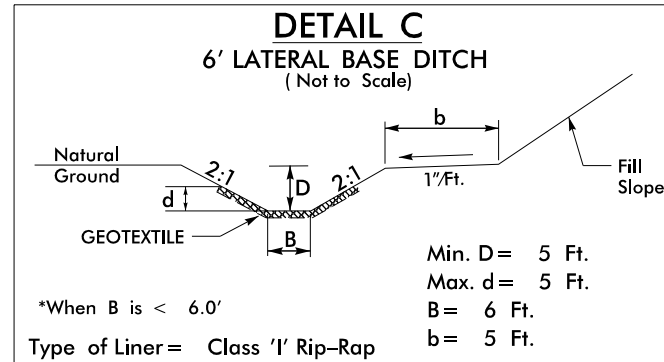 DETAIL C
6' LATERAL BASE DITCH
( Not to Scale)
b
Natural
Ground
2:1
D
2:1
1"/Ft.
Fill
Slope
d
GEOTEXTILE
B
Min. D = 5 Ft.
Max. d = 5 Ft.
B = 6 Ft.
b = 5 Ft.
*When B is < 6.0'
Type of Liner = Class 'I' Rip-Rap